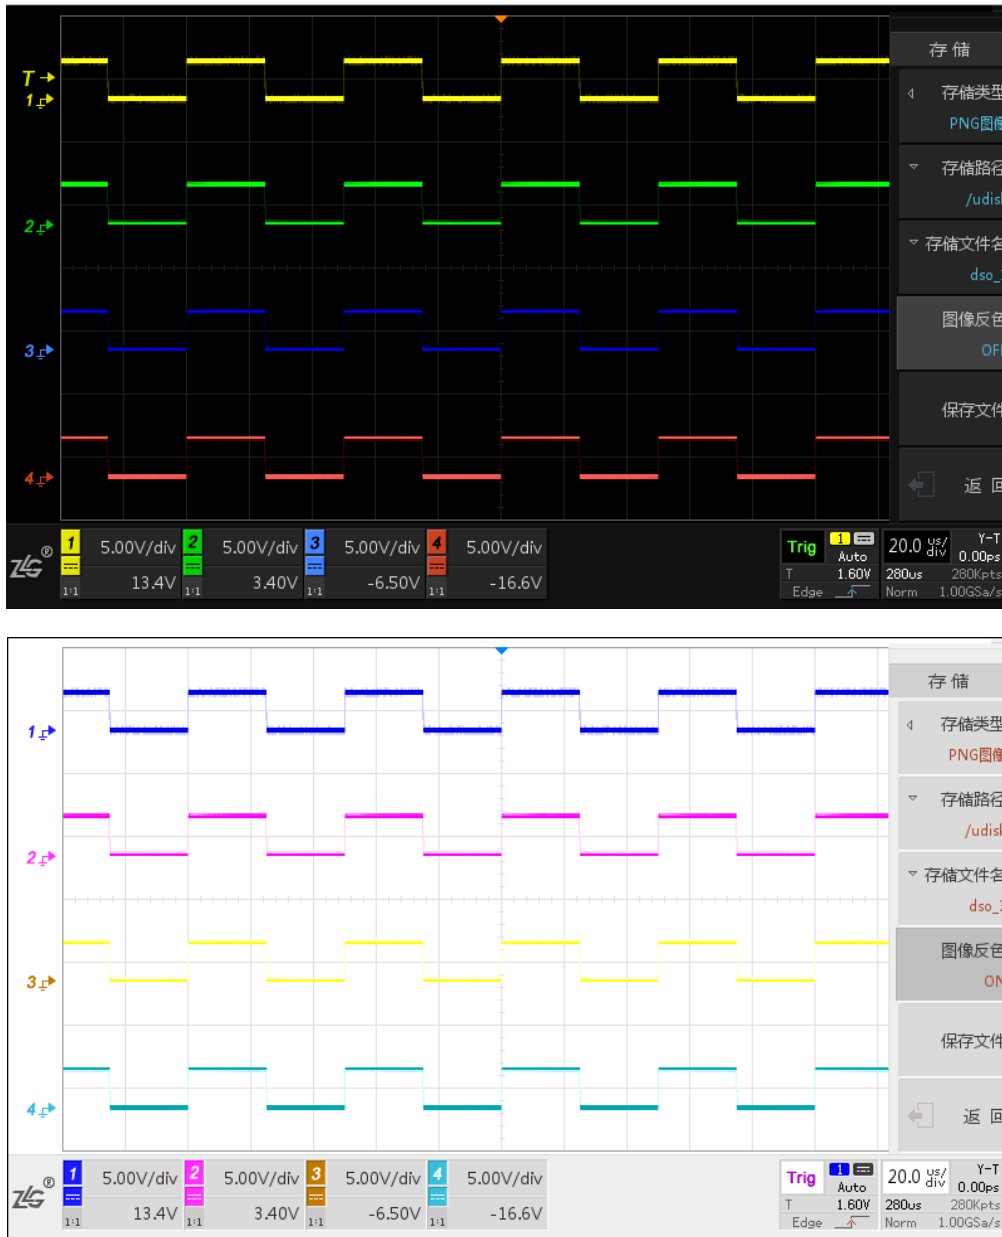 存 储
存储类型
PNG图像
存储路径
/udis
存储文件名
dso_
图像反色
OF
保存文件
返 回
T
1
2
3
4
ZLG®
1 5.00V/div 2 5.00V/div 3 5.00V/div 4 5.00V/div
1:1 13.4V 1:1 3.40V 1:1 -6.50V 1:1 -16.6V
Trig 1 Auto
T 1.60V
Edge
20.0 us/div Y-T 0.00ps
280us 280Kpts
Norm 1.00GSa/s
存 储
存储类型
PNG图像
存储路径
/udis
存储文件名
dso_3
图像反色
ON
保存文件
返 回
1
2
3
4
ZLG®
1 5.00V/div 2 5.00V/div 3 5.00V/div 4 5.00V/div
1:1 13.4V 1:1 3.40V 1:1 -6.50V 1:1 -16.6V
Trig 1 Auto
T 1.60V
Edge
20.0 us/div Y-T 0.00ps
280us 280Kpts
Norm 1.00GSa/s